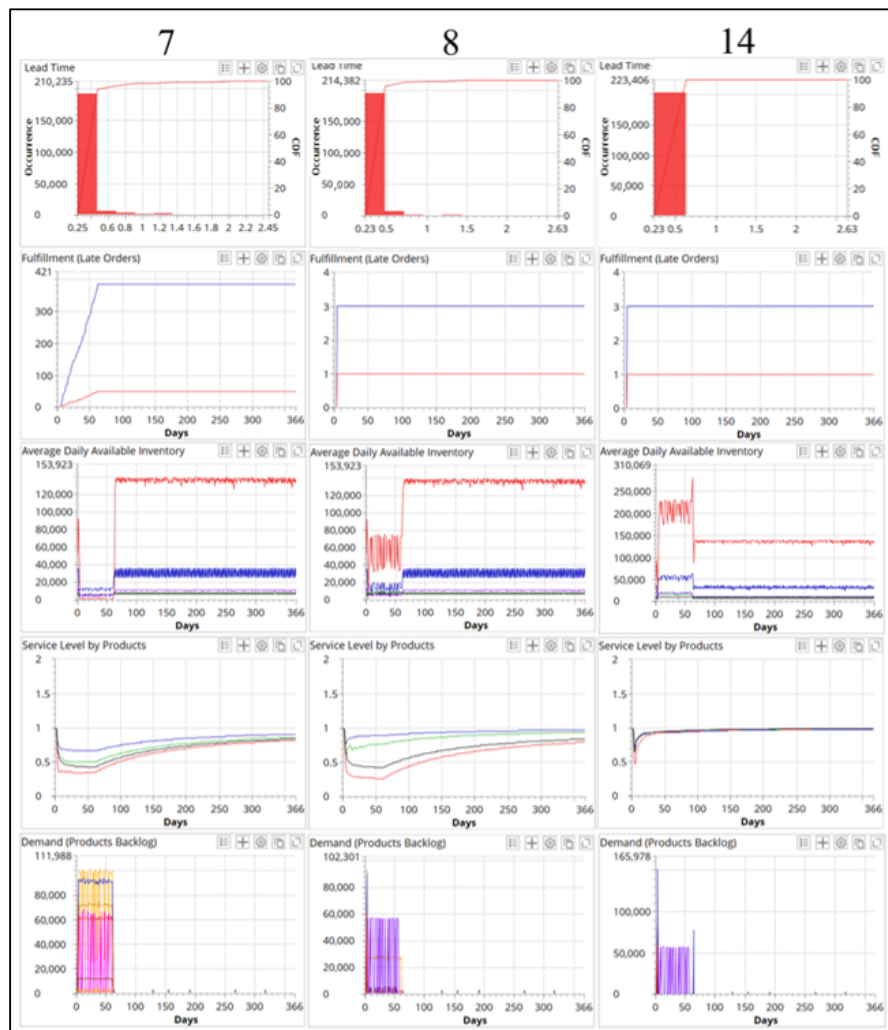 7 8 14
Lead Time Lead Time Lead Time
210,235 100 214,382 100 223,406 100
80 80 80
150,000 150,000 150,000
60 60 60
100,000 100,000 100,000
40 40 40
50,000 50,000 50,000
20 20 20
0 0 0 0 0 0
Occurrence CDF Occurrence CDF Occurrence CDF
0.25 0.6 0.8 1 1.2 1.4 1.6 1.8 2 2.2 2.45 0.23 0.5 1 1.5 2 2.63 0.23 0.5 1 1.5 2 2.63
Fulfillment (Late Orders) Fulfillment (Late Orders) Fulfillment (Late Orders)
421 4 4
300 3 3
200 2 2
100 1 1
0 0 0
0 50 100 150 200 250 300 366 0 50 100 150 200 250 300 366 0 50 100 150 200 250 300 366
Days Days Days
Average Daily Available Inventory Average Daily Available Inventory Average Daily Available Inventory
153,923 153,923 310,069
120,000 120,000 250,000
100,000 100,000 200,000
80,000 80,000 150,000
60,000 60,000 100,000
40,000 40,000 50,000
20,000 20,000
0 0 0
0 50 100 150 200 250 300 366 0 50 100 150 200 250 300 366 0 50 100 150 200 250 300 366
Days Days Days
Service Level by Products Service Level by Products Service Level by Products
2 2 2
1.5 1.5 1.5
1 1 1
0.5 0.5 0.5
0 0 0
0 50 100 150 200 250 300 366 0 50 100 150 200 250 300 366 0 50 100 150 200 250 300 366
Days Days Days
Demand (Products Backlog) Demand (Products Backlog) Demand (Products Backlog)
111,988 102,301 165,978
80,000 80,000 100,000
60,000 60,000 50,000
40,000 40,000
20,000 20,000
0 0 0
0 50 100 150 200 250 300 366 0 50 100 150 200 250 300 366 0 50 100 150 200 250 300 366
Days Days Days